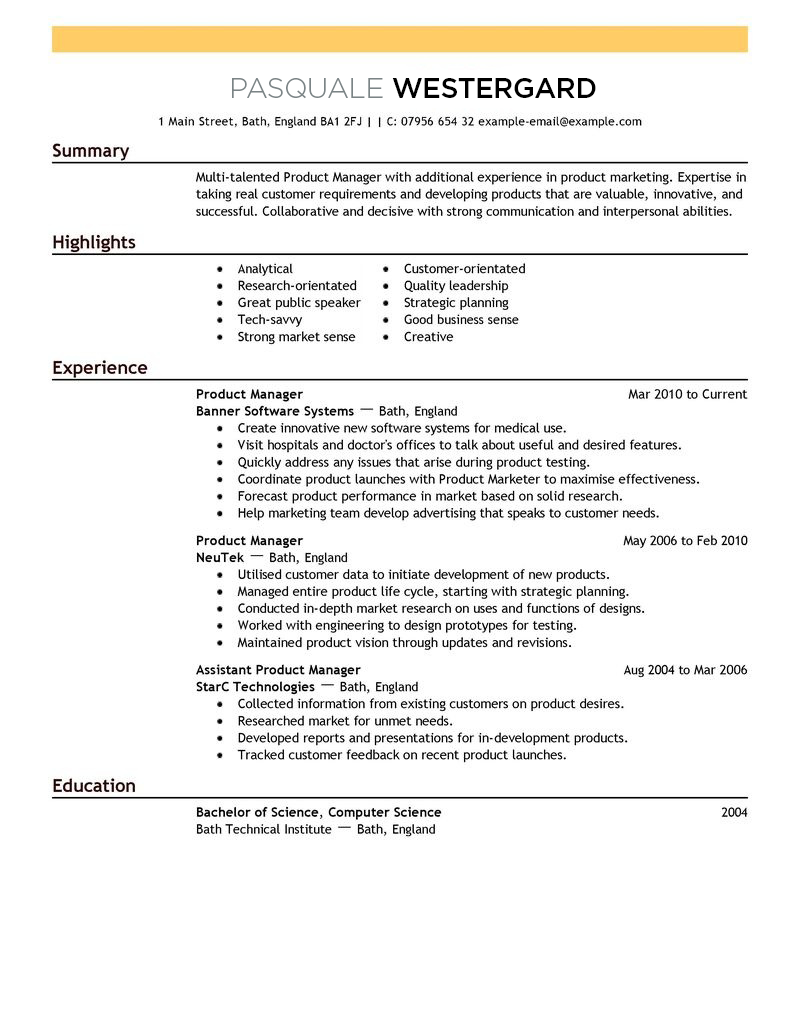 PASQUALE WESTERGARD
1 Main Street, Bath, England BA1 2FJ | | C: 07956 654 32 example-email@example.com
Summary
Multi-talented Product Manager with additional experience in product marketing. Expertise in
taking real customer requirements and developing products that are valuable, innovative, and
successful. Collaborative and decisive with strong communication and interpersonal abilities.
Highlights
• Analytical
• Research-orientated
• Great public speaker
• Tech-savvy
• Strong market sense
• Customer-orientated
• Quality leadership
• Strategic planning
• Good business sense
• Creative
Experience
Product Manager Mar 2010 to Current
Banner Software Systems — Bath, England
• Create innovative new software systems for medical use.
• Visit hospitals and doctor's offices to talk about useful and desired features.
• Quickly address any issues that arise during product testing.
• Coordinate product launches with Product Marketer to maximise effectiveness.
• Forecast product performance in market based on solid research.
• Help marketing team develop advertising that speaks to customer needs.
Product Manager May 2006 to Feb 2010
NeuTek — Bath, England
• Utilised customer data to initiate development of new products.
• Managed entire product life cycle, starting with strategic planning.
• Conducted in-depth market research on uses and functions of designs.
• Worked with engineering to design prototypes for testing.
• Maintained product vision through updates and revisions.
Assistant Product Manager Aug 2004 to Mar 2006
StarC Technologies — Bath, England
• Collected information from existing customers on product desires.
• Researched market for unmet needs.
• Developed reports and presentations for in-development products.
• Tracked customer feedback on recent product launches.
Education
Bachelor of Science, Computer Science 2004
Bath Technical Institute — Bath, England